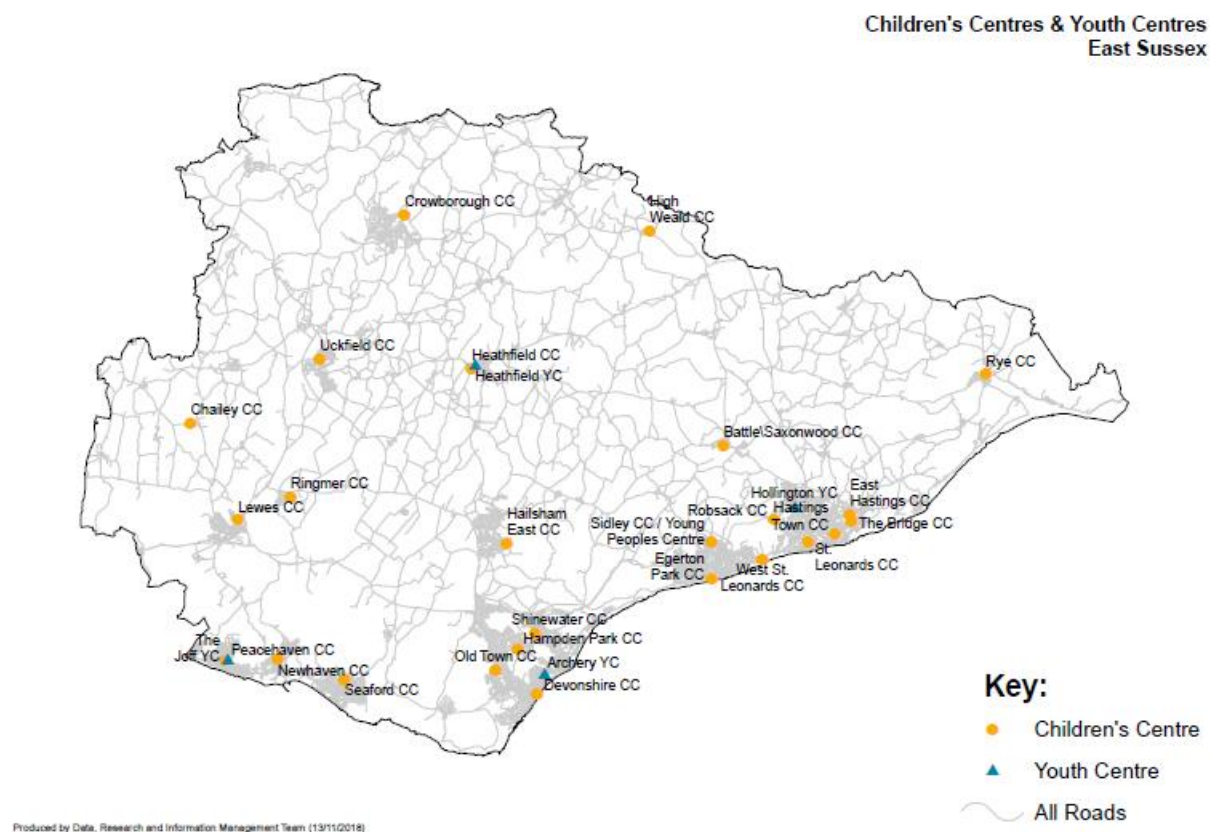 Children's Centres & Youth Centres
East Sussex
Crowborough CC
High
Weald CC
Uckfield CC
Heathfield CC
Heathfield YC
Rye CC
Chailey CC
Battle\Saxonwood CC
Ringmer CC
Lewes CC
Hailsham
East CC
Hollington YC
Robsack CC
Hastings
Town CC
East
Hastings CC
The Bridge CC
Sidley CC / Young
Peoples Centre
St.
Leonards CC
Egerton
Park CC
West St.
Leonards CC
Shinewater CC
Hampden Park CC
The
Joff YC
Peacehaven CC
Newhaven CC
Seaford CC
Old Town CC
Archery YC
Devonshire CC
Key:
Children's Centre
Youth Centre
All Roads
Produced by Data, Research and Information Management Team (13/11/2018)